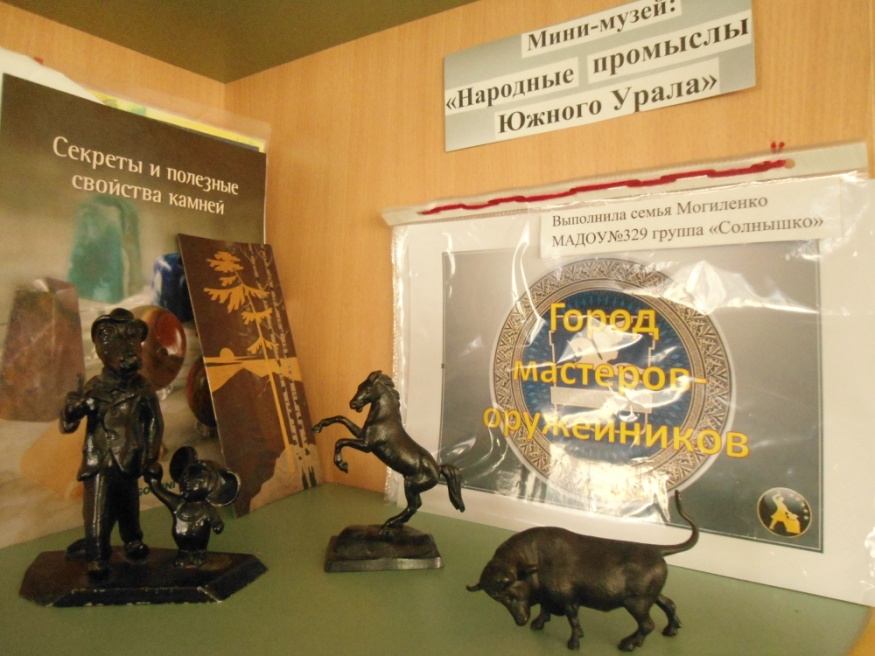 Мини-музей:
«Народные промыслы
Южного Урала»
Секреты и полезные
свойства камней
Выполнила семья Могиленко
МАДОУ№329 группа «Солнышко»
Город
мастеров-
оружейников